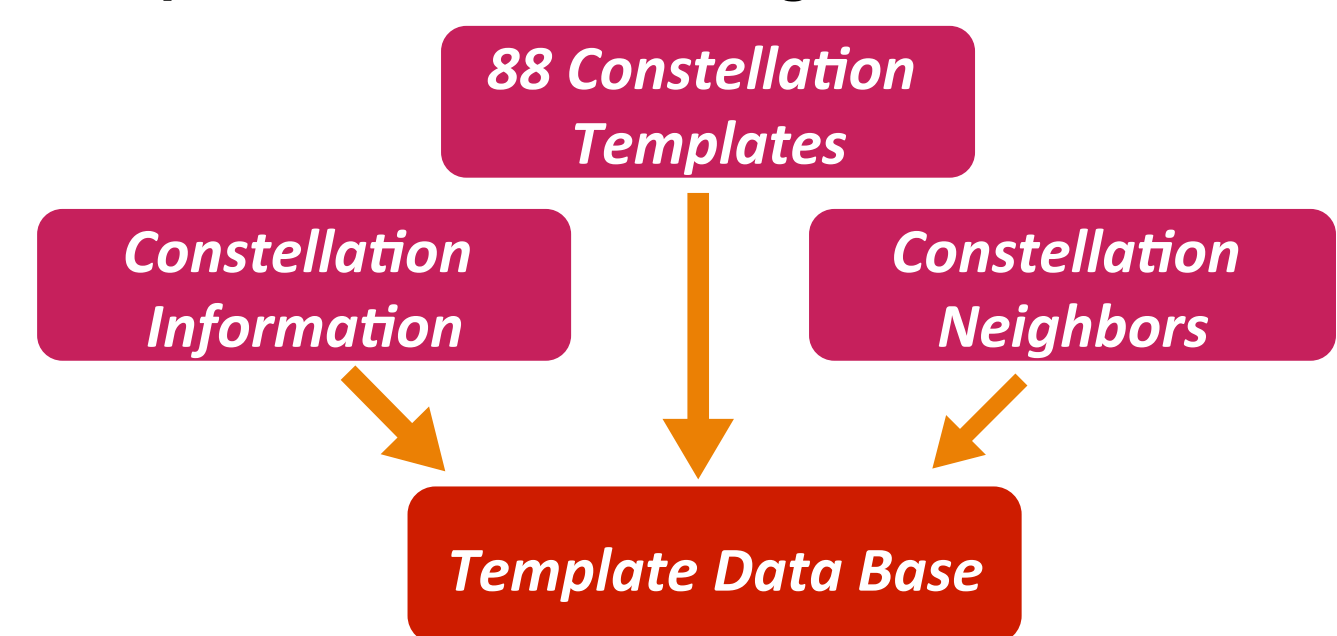 88 Constellation
Templates
Constellation
Information
Constellation
Neighbors
Template Data Base